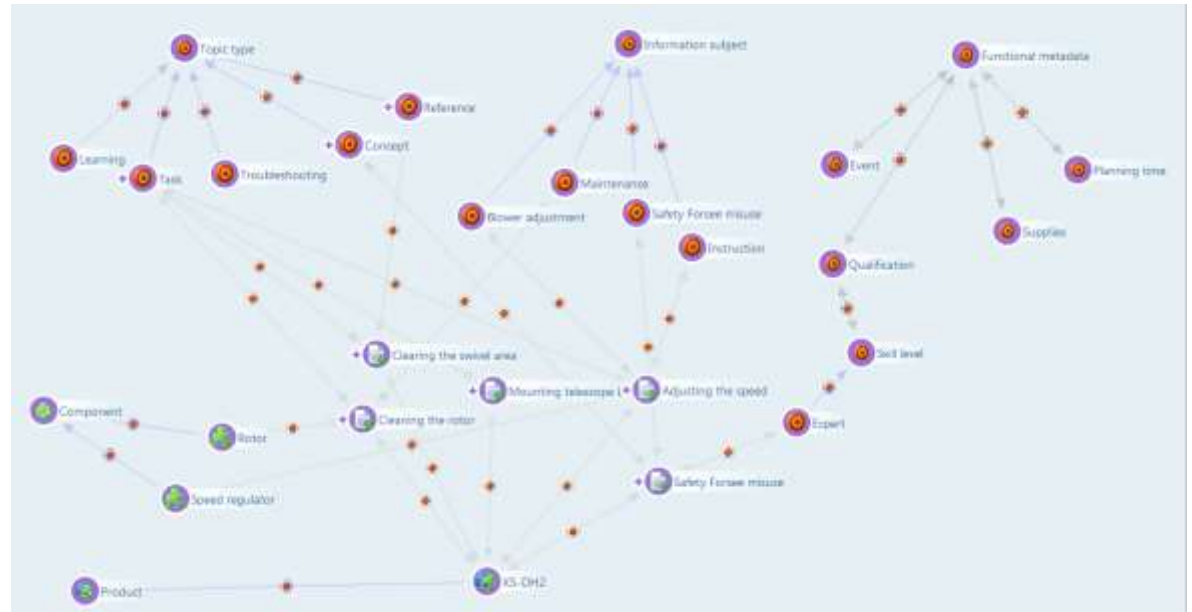 Topic type
Information subject
Functional metadata
Reference
Concept
Learning
Task
Troubleshooting
Maintenance
Event
Planning time
Blower adjustment
Safety Forsee misuse
Supplies
Instruction
Qualification
Clearing the swivel area
Skill level
Mounting telescope
Adjusting the speed
Component
Clearing the rotor
Expert
Rotor
Safety Forsee misuse
Speed regulator
KS-DH2
Product